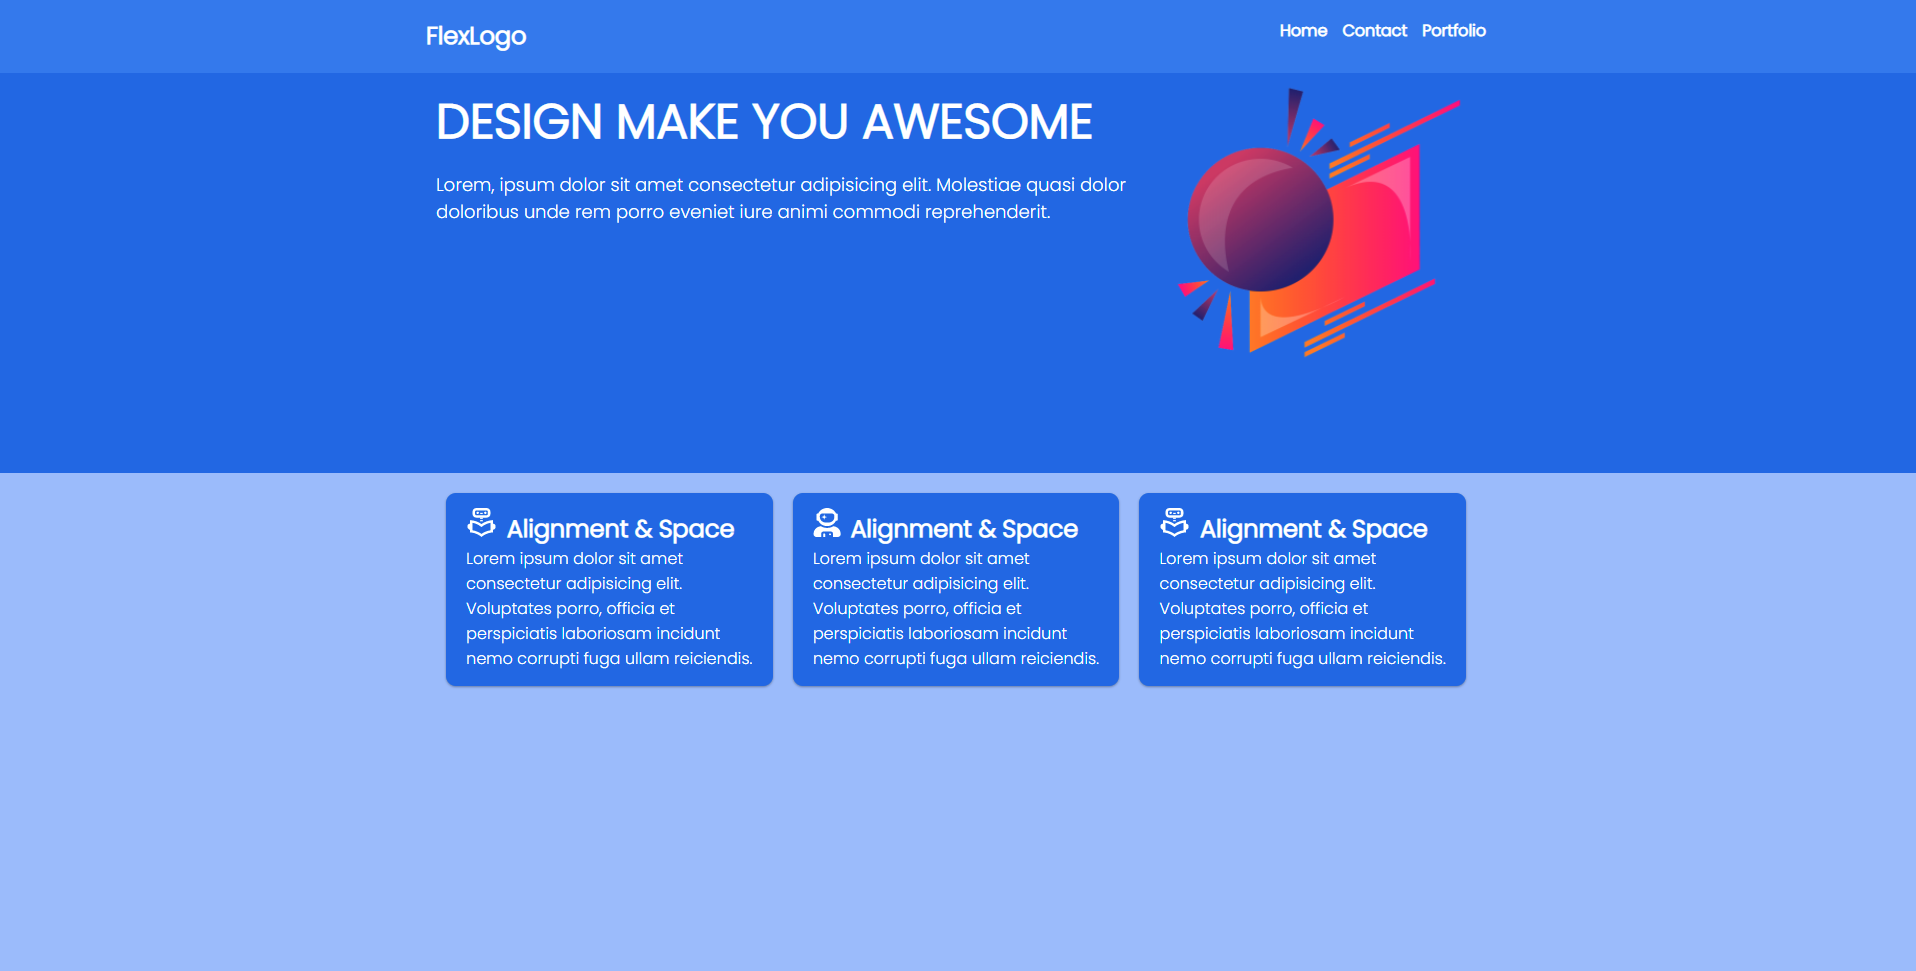 FlexLogo
Home Contact Portfolio
DESIGN MAKE YOU AWESOME
Lorem, ipsum dolor sit amet consectetur adipisicing elit. Molestiae quasi dolor
doloribus unde rem porro eveniet iure animi commodi reprehenderit.
Alignment & Space
Lorem ipsum dolor sit amet
consectetur adipisicing elit.
Voluptates porro, officia et
perspiciatis laboriosam incidunt
nemo corrupti fuga ullam reiciendis.
Alignment & Space
Lorem ipsum dolor sit amet
consectetur adipisicing elit.
Voluptates porro, officia et
perspiciatis laboriosam incidunt
nemo corrupti fuga ullam reiciendis.
Alignment & Space
Lorem ipsum dolor sit amet
consectetur adipisicing elit.
Voluptates porro, officia et
perspiciatis laboriosam incidunt
nemo corrupti fuga ullam reiciendis.